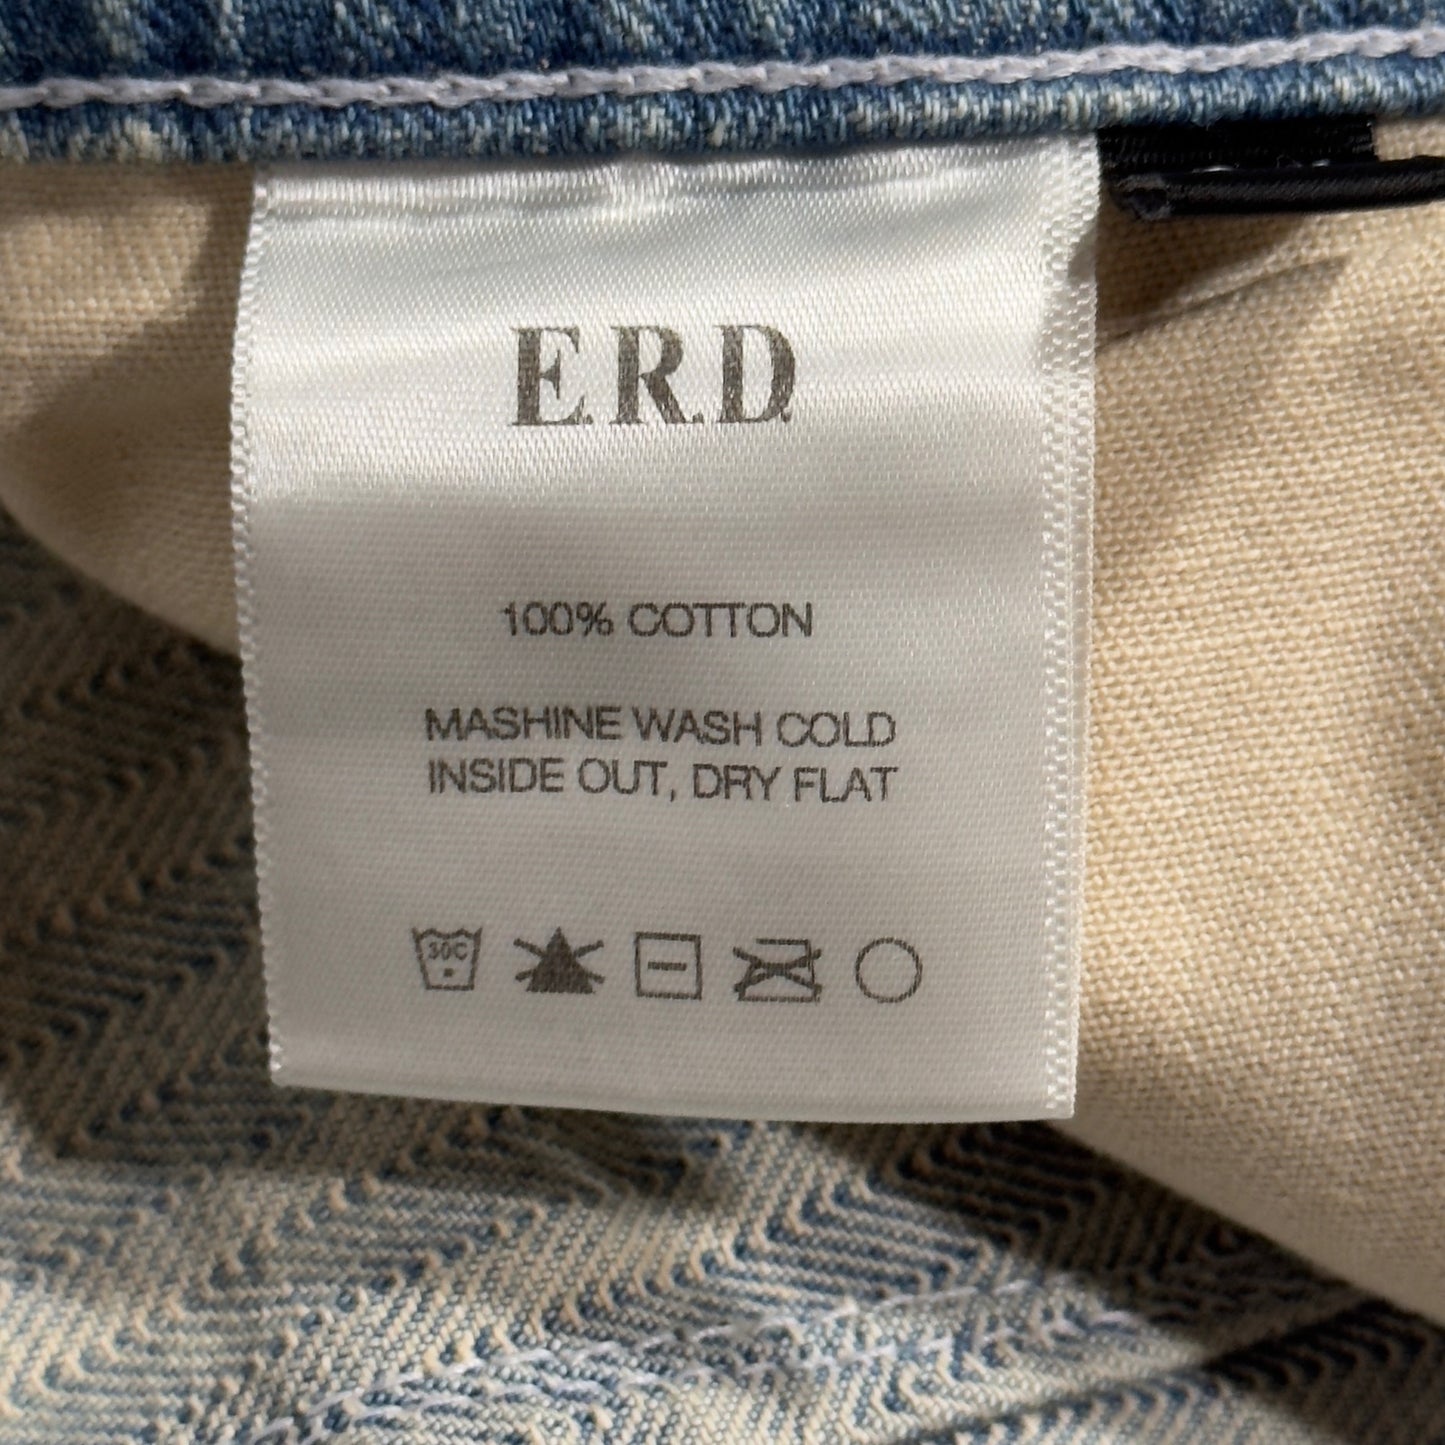 E.R.D.
100% COTTON
MASHINE WASH COLD
INSIDE OUT, DRY FLAT
30C